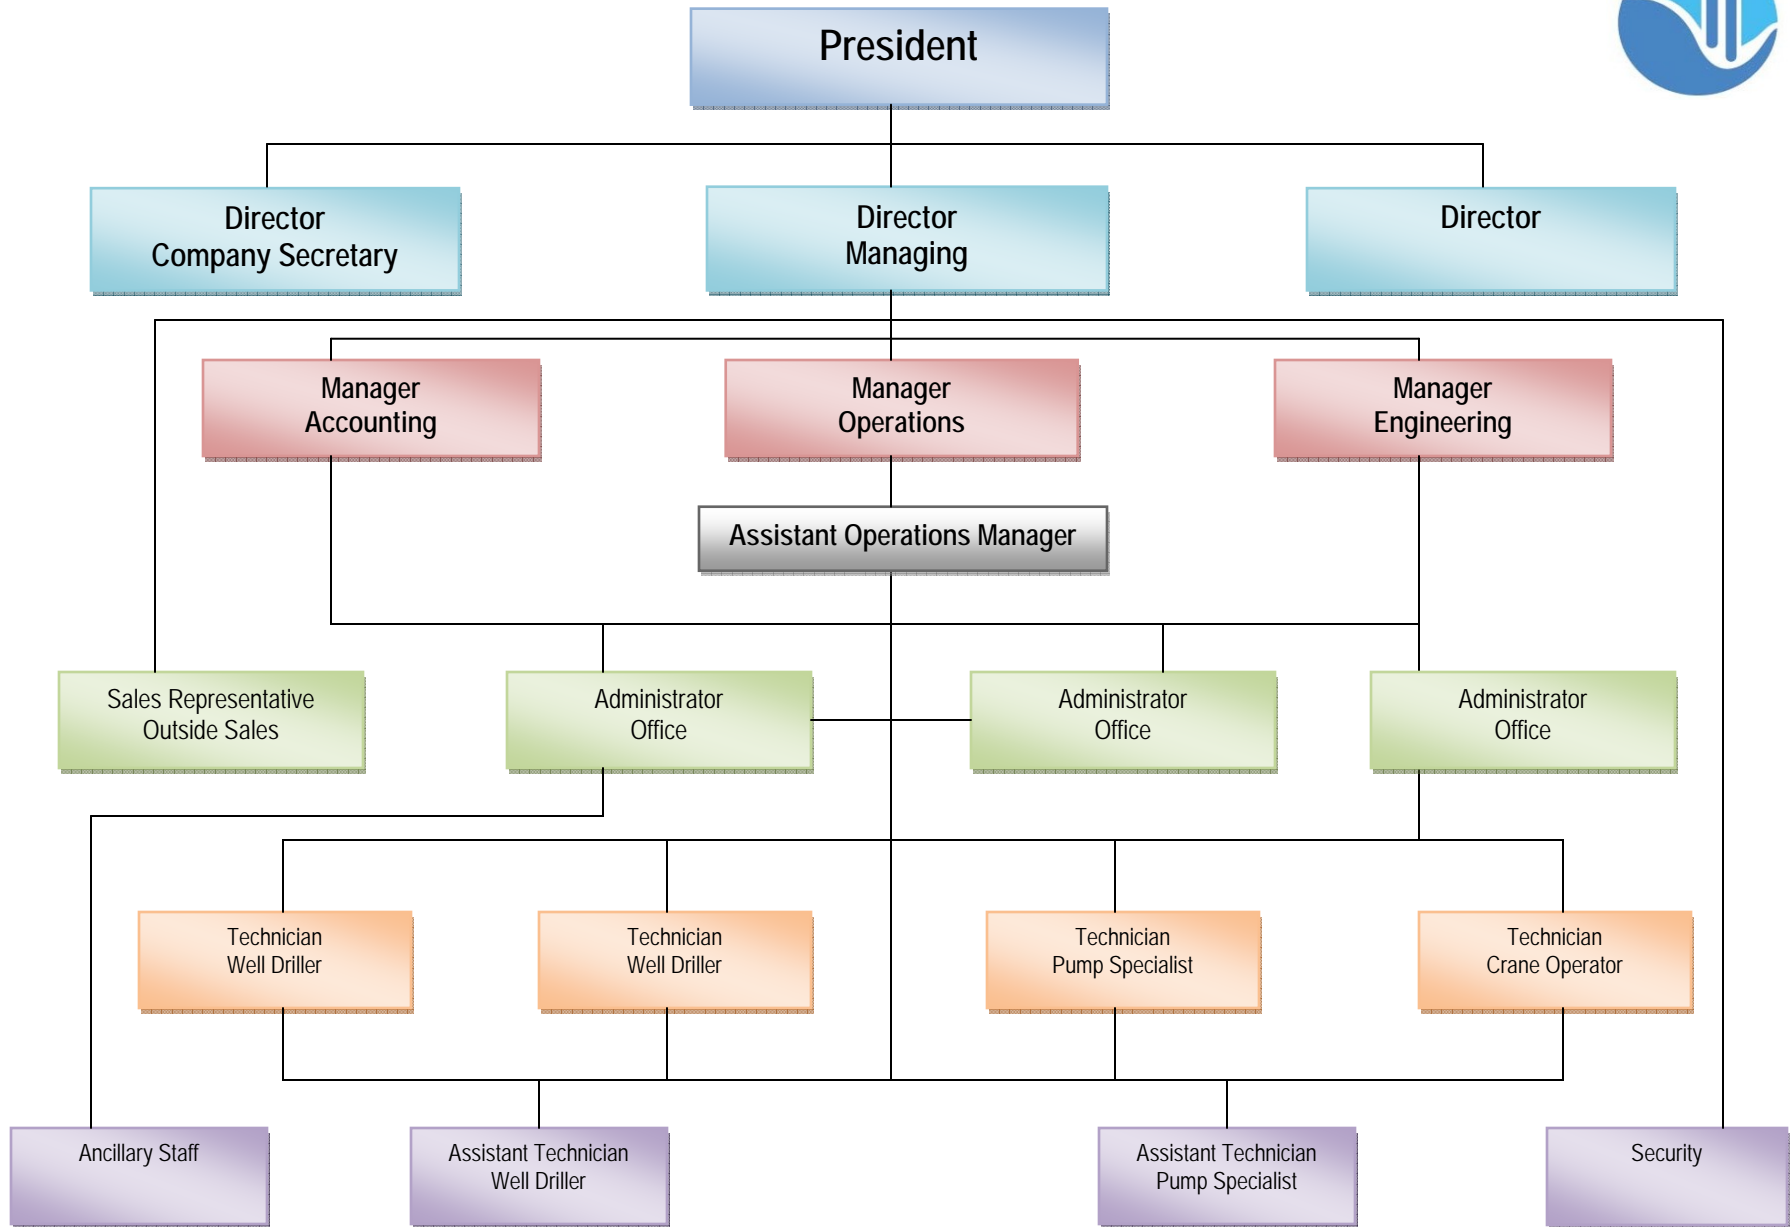 President
Director
Company Secretary
Director
Managing
Director
Manager
Accounting
Manager
Operations
Manager
Engineering
Assistant Operations Manager
Sales Representative
Outside Sales
Administrator
Office
Administrator
Office
Administrator
Office
Technician
Well Driller
Technician
Well Driller
Technician
Pump Specialist
Technician
Crane Operator
Ancillary Staff
Assistant Technician
Well Driller
Assistant Technician
Pump Specialist
Security